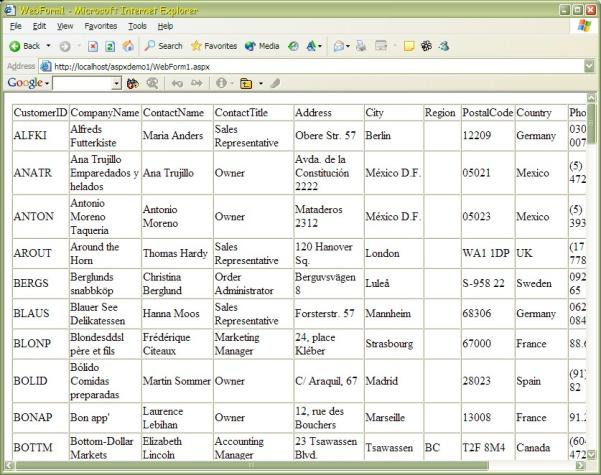 WebForm1 - Microsoft Internet Explorer
File Edit View Favorites Tools Help
Back Search Favorites Media
Address http://localhost/aspxdemo1/WebForm1.aspx
Google
CustomerID CompanyName ContactName ContactTitle Address City Region PostalCode Country Pho
ALFKI Alfreds Futterkiste Maria Anders Sales Representative Obere Str. 57 Berlin 12209 Germany 030 007
ANATR Ana Trujillo Emparedados y helados Ana Trujillo Owner Avda. de la Constitución 2222 México D.F. 05021 Mexico (5) 472
ANTON Antonio Moreno Taquería Antonio Moreno Owner Mataderos 2312 México D.F. 05023 Mexico (5) 393
AROUT Around the Horn Thomas Hardy Sales Representative 120 Hanover Sq. London WA1 1DP UK (17 778
BERGS Berglunds snabbköp Christina Berglund Order Administrator Berguvsvägen 8 Luleå S-958 22 Sweden 092 65
BLAUS Blauer See Delikatessen Hanna Moos Sales Representative Forsterstr. 57 Mannheim 68306 Germany 062 084
BLONP Blondesddsl père et fils Frédérique Citeaux Marketing Manager 24, place Kléber Strasbourg 67000 France 88.6
BOLID Bólido Comidas preparadas Martin Sommer Owner C/ Araquil, 67 Madrid 28023 Spain (91) 82
BONAP Bon app' Laurence Lebihan Owner 12, rue des Bouchers Marseille 13008 France 91.2
BOTTM Bottom-Dollar Markets Elizabeth Lincoln Accounting Manager 23 Tsawassen Blvd. Tsawassen BC T2F 8M4 Canada (604 472